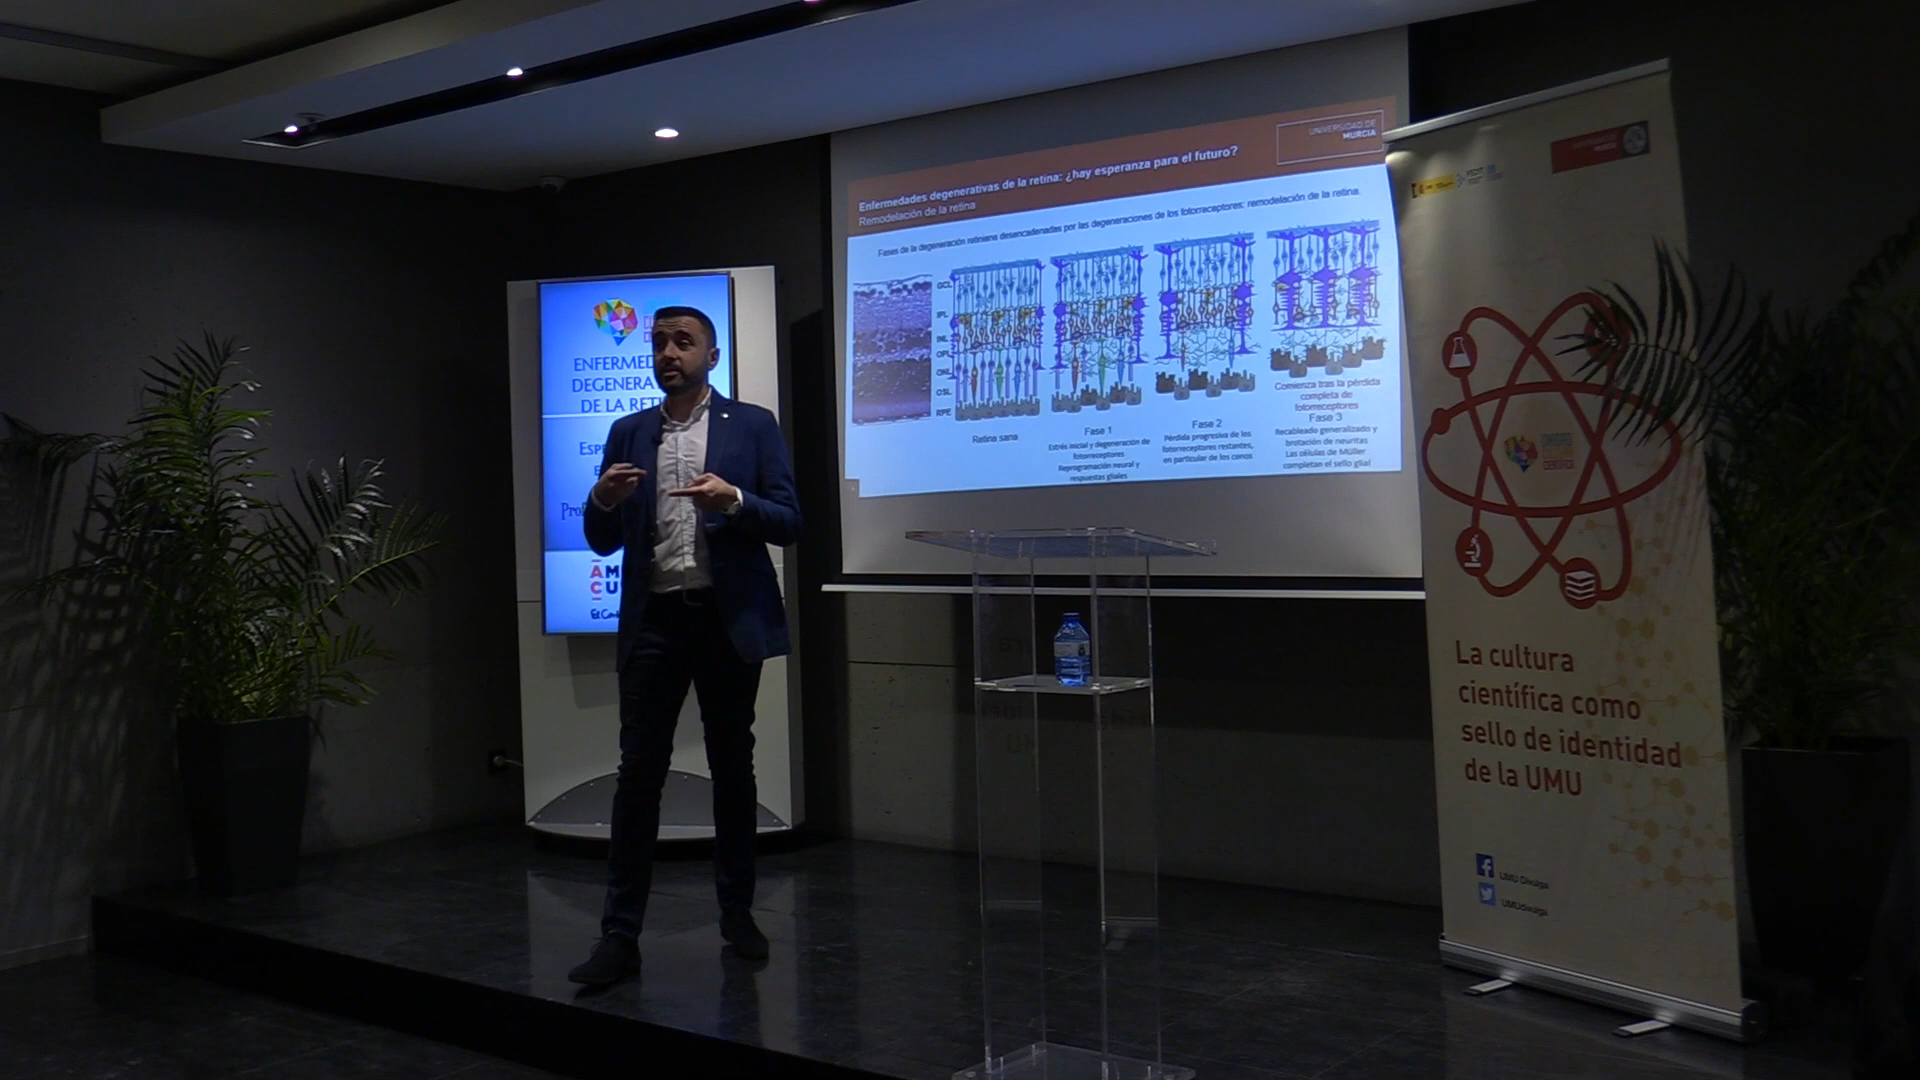 UNIVERSIDAD DE
MURCIA
Enfermedades degenerativas de la retina: ¿hay esperanza para el futuro?
Remodelación de la retina
Fases de la degeneración retiniana desencadenadas por las degeneraciones de los fotorreceptores: remodelación de la retina.
GCL
IPL
INL
OPL
ONL
OSL
RPE
Retina sana
Fase 1
Estrés inicial y degeneración de
fotorreceptores
Reprogramación neural y
respuestas gliales
Fase 2
Pérdida progresiva de los
fotorreceptores restantes,
en particular de los conos
Comienza tras la pérdida
completa de
fotorreceptores
Fase 3
Recableado generalizado y
brotación de neuritas
Las células de Müller
completan el sello glial
ENFERMED
DEGENERA
DE LA RET
ESP
AM
CU
CIENTÍFICA
La cultura
científica como
sello de identidad
de la UMU
UMU Divulga
UMUdivulga